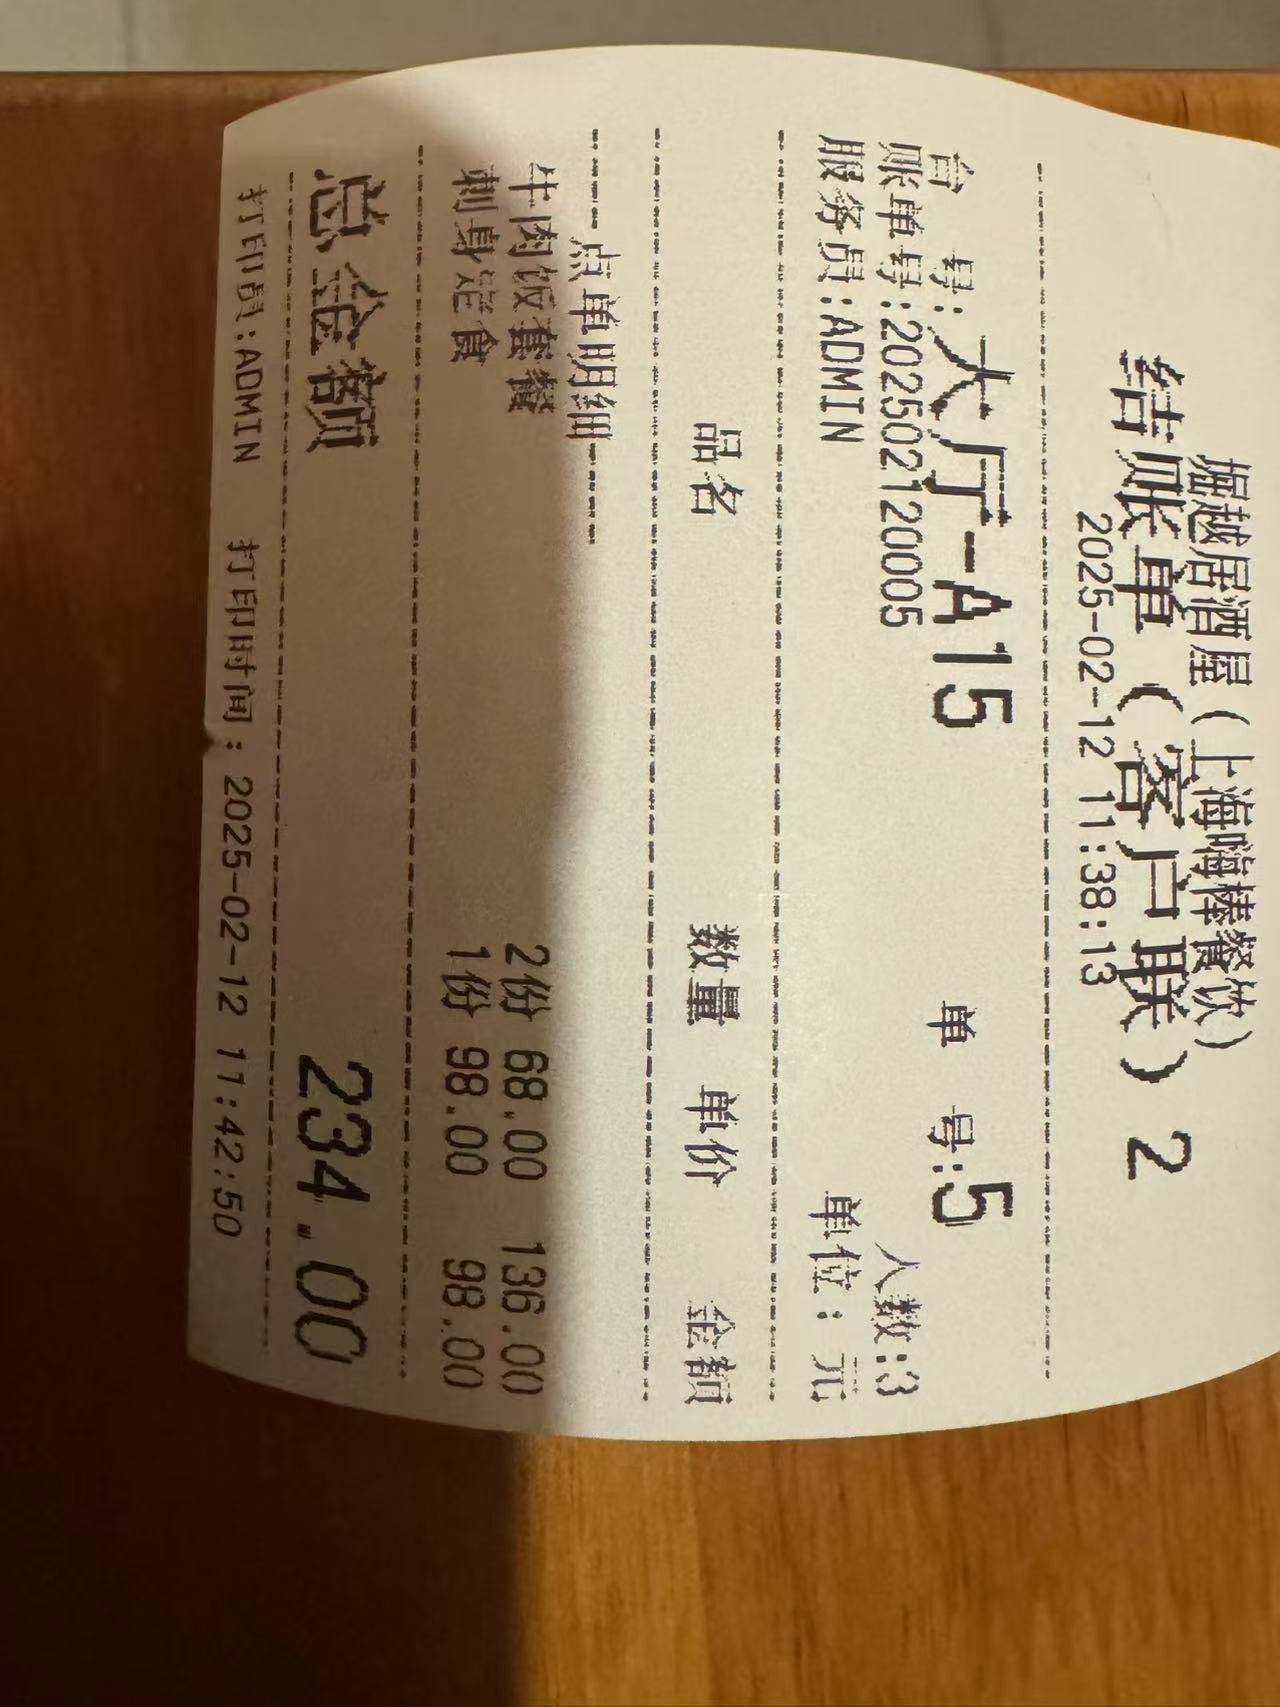 堀越居酒屋(上海嗨棒餐饮)
结账单(客户联) 2
2025-02-12 11:38:13
台 号:大厅-A15 单 号:5
账单号:202502120005 人数:3
服务员:ADMIN 单位:元
品名 数量 单价 金额
----点单明细----
牛肉饭套餐 2份 68.00 136.00
刺身定食 1份 98.00 98.00
总金额 234.00
打印员:ADMIN 打印时间:2025-02-12 11:42:50